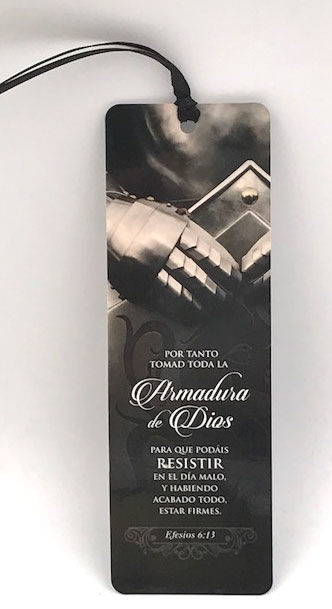 POR TANTO
TOMAD TODA LA
Armadura
de Dios
PARA QUE PODÁIS
RESISTIR
EN EL DÍA MALO,
Y HABIENDO
ACABADO TODO,
ESTAR FIRMES.
Efesios 6:13